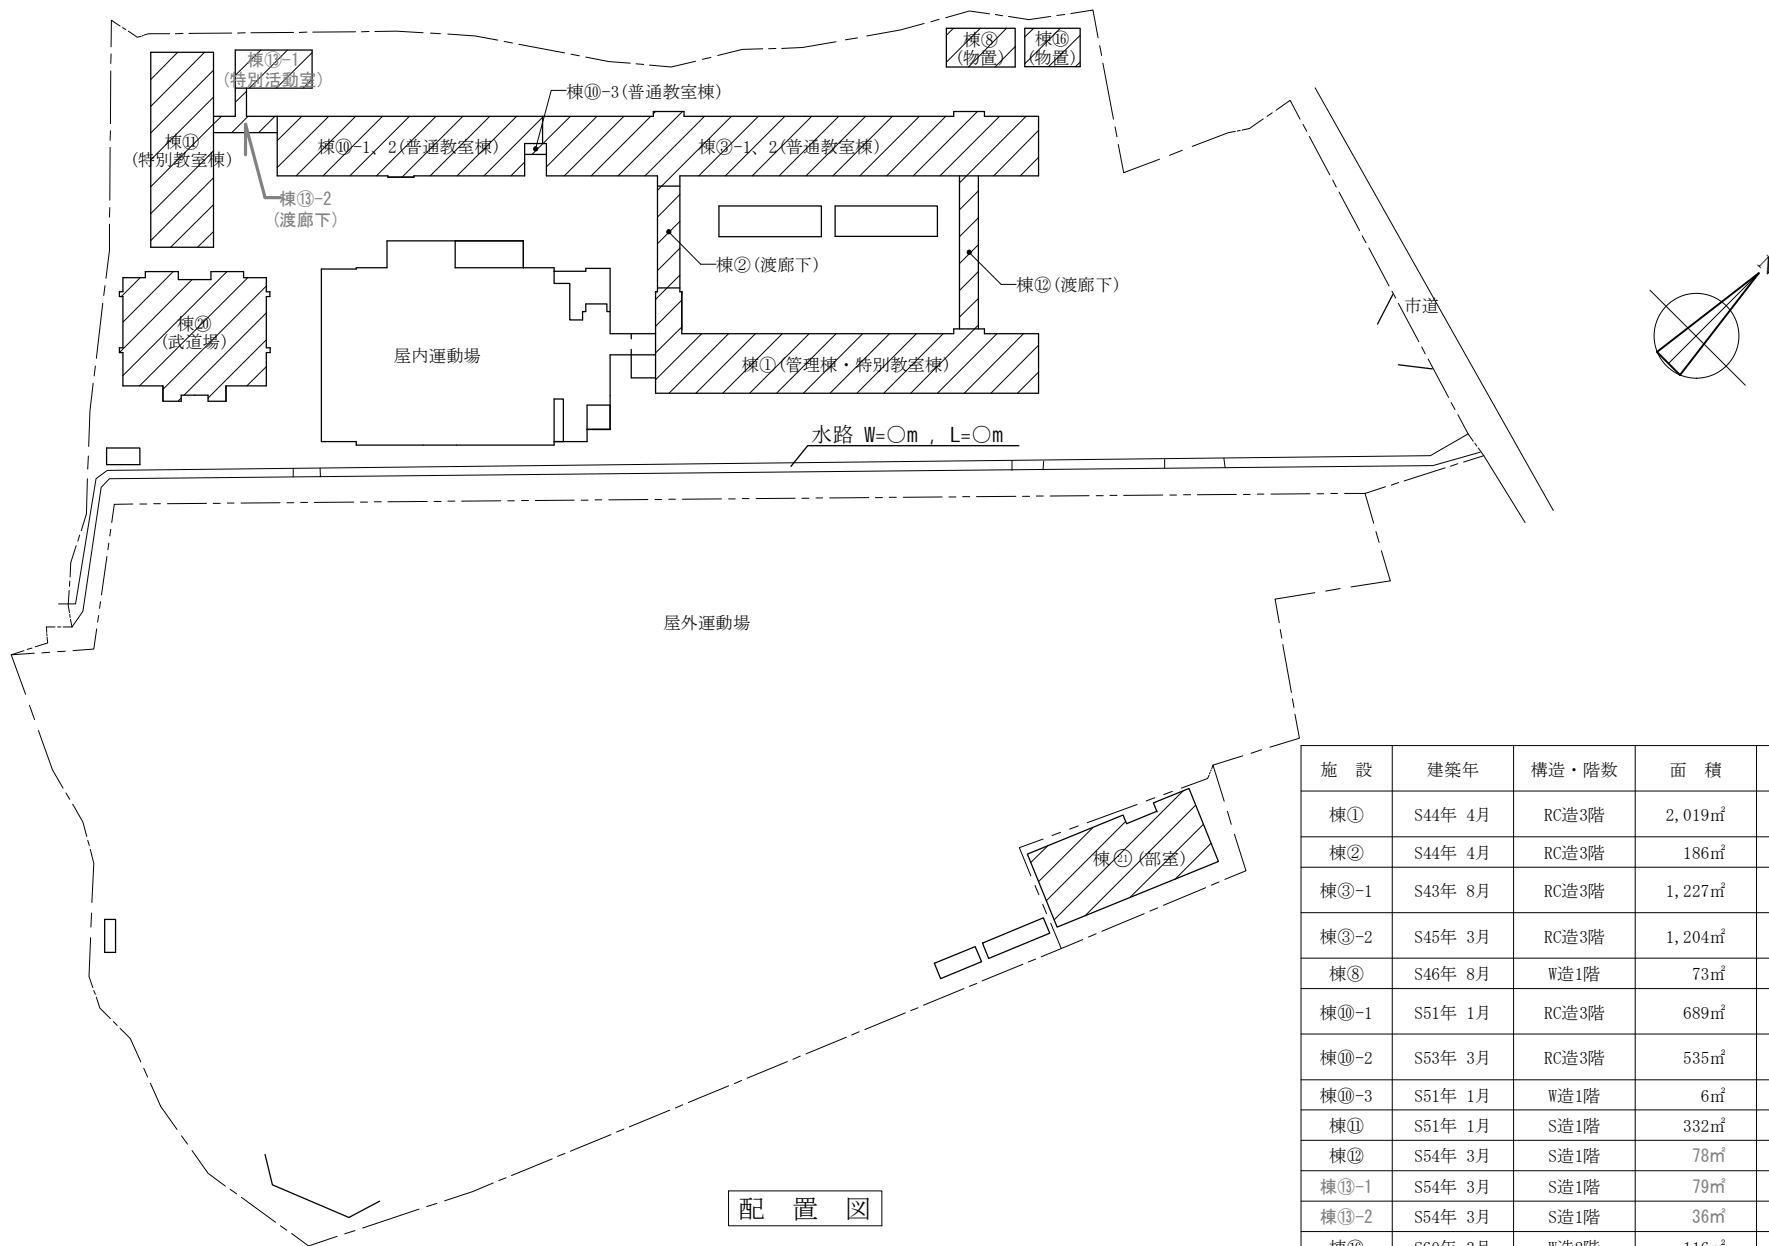 棟⑬-1
(特別活動室)
棟⑧
(物置)
棟⑯
(物置)
棟⑩-3(普通教室棟)
棟⑪
(特別教室棟)
棟⑩-1、2(普通教室棟)
棟③-1、2(普通教室棟)
棟⑬-2
(渡廊下)
棟②(渡廊下)
棟⑫(渡廊下)
市道
棟⑳
(武道場)
屋内運動場
棟①(管理棟・特別教室棟)
水路 W=○m , L=○m
屋外運動場
棟㉑(部室)
配 置 図
施 設 建築年 構造・階数 面 積
棟① S44年 4月 RC造3階 2,019㎡
棟② S44年 4月 RC造3階 186㎡
棟③-1 S43年 8月 RC造3階 1,227㎡
棟③-2 S45年 3月 RC造3階 1,204㎡
棟⑧ S46年 8月 W造1階 73㎡
棟⑩-1 S51年 1月 RC造3階 689㎡
棟⑩-2 S53年 3月 RC造3階 535㎡
棟⑩-3 S51年 1月 W造1階 6㎡
棟⑪ S51年 1月 S造1階 332㎡
棟⑫ S54年 3月 S造1階 78㎡
棟⑬-1 S54年 3月 S造1階 79㎡
棟⑬-2 S54年 3月 S造1階 36㎡